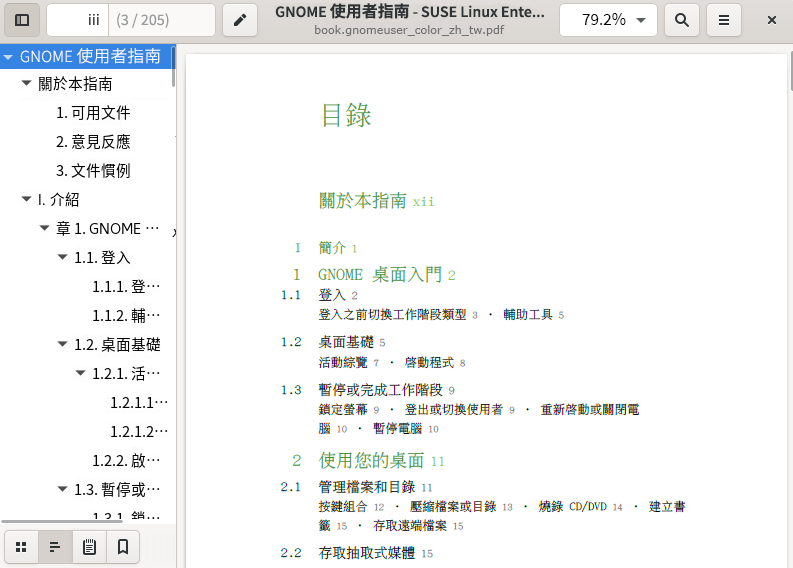 iii (3 / 205)
GNOME 使用者指南 - SUSE Linux Ente...
book.gnomeuser_color_zh_tw.pdf
79.2%
GNOME 使用者指南
關於本指南
1. 可用文件
2. 意見反應
3. 文件慣例
I. 介紹
章 1. GNOME ⋯
1.1. 登入
1.1.1. 登⋯
1.1.2. 輔⋯
1.2. 桌面基礎
1.2.1. 活⋯
1.2.1.1⋯
1.2.1.2⋯
1.2.2. 啟⋯
1.3. 暫停或⋯
1.3.1. 鎖⋯
目錄
關於本指南 xii
I 簡介 1
1 GNOME 桌面入門 2
1.1 登入 2
登入之前切換工作階段類型 3 · 輔助工具 5
1.2 桌面基礎 5
活動綜覽 7 · 啓動程式 8
1.3 暫停或完成工作階段 9
鎖定螢幕 9 · 登出或切換使用者 9 · 重新啓動或關閉電
腦 10 · 暫停電腦 10
2 使用您的桌面 11
2.1 管理檔案和目錄 11
按鍵組合 12 · 壓縮檔案或目錄 13 · 燒錄 CD/DVD 14 · 建立書
籤 15 · 存取遠端檔案 15
2.2 存取抽取式媒體 15